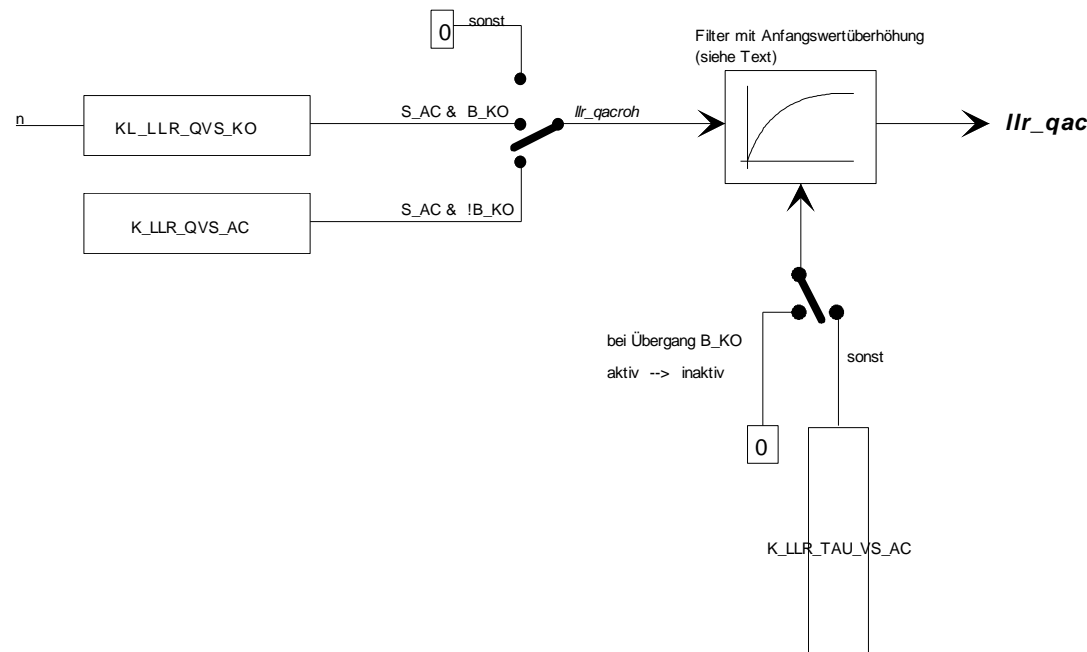 0
sonst
Filter mit Anfangswertüberhöhung
(siehe Text)
n
KL_LLR_QVS_KO
S_AC & B_KO
llr_qacroh
llr_qac
K_LLR_QVS_AC
S_AC & !B_KO
bei Übergang B_KO
aktiv --> inaktiv
sonst
0
K_LLR_TAU_VS_AC